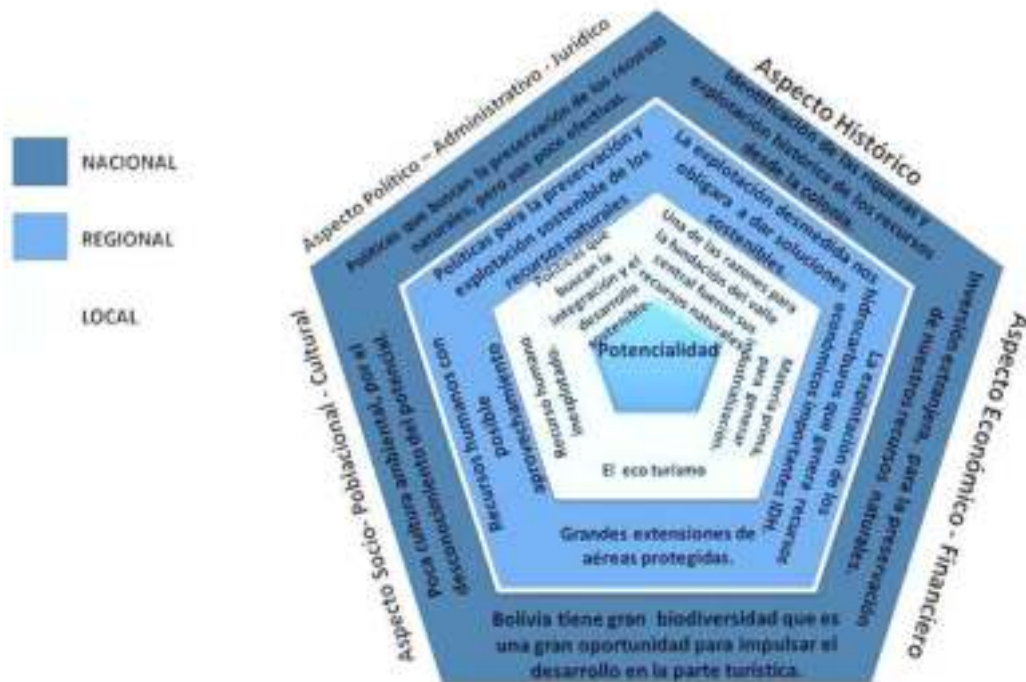 NACIONAL
REGIONAL
LOCAL
Aspecto Político – Administrativo - Jurídico
Políticas que buscan la preservación de los recursos
naturales, pero son poco efectivas.
Políticas para la preservación y
explotación sostenible de los
recursos naturales
Políticas que
buscan la
integración y el
desarrollo
sostenible.
Aspecto Histórico
Identificación de las riquezas y
explotación histórica de los recursos
desde la colonia.
La explotación desmedida nos
obligara a dar soluciones
sostenibles.
Una de las razones para
la fundación del valle
central fueron sus
recursos naturales
Aspecto Económico - Financiero
Inversión extranjera, para la preservación
de nuestros recursos naturales.
La explotación de los
hidrocarburos que genera recursos
económicos importantes IDH.
Materia prima,
para generar
industrialización.
Aspecto Socio- Poblacional - Cultural
Poca cultura ambiental, por el
desconocimiento del potencial.
Recursos humanos con
posible
aprovechamiento
Recurso humano
inexplotado.
Potencialidad
El eco turismo
Grandes extensiones de
aéreas protegidas.
Bolivia tiene gran biodiversidad que es
una gran oportunidad para impulsar el
desarrollo en la parte turística.